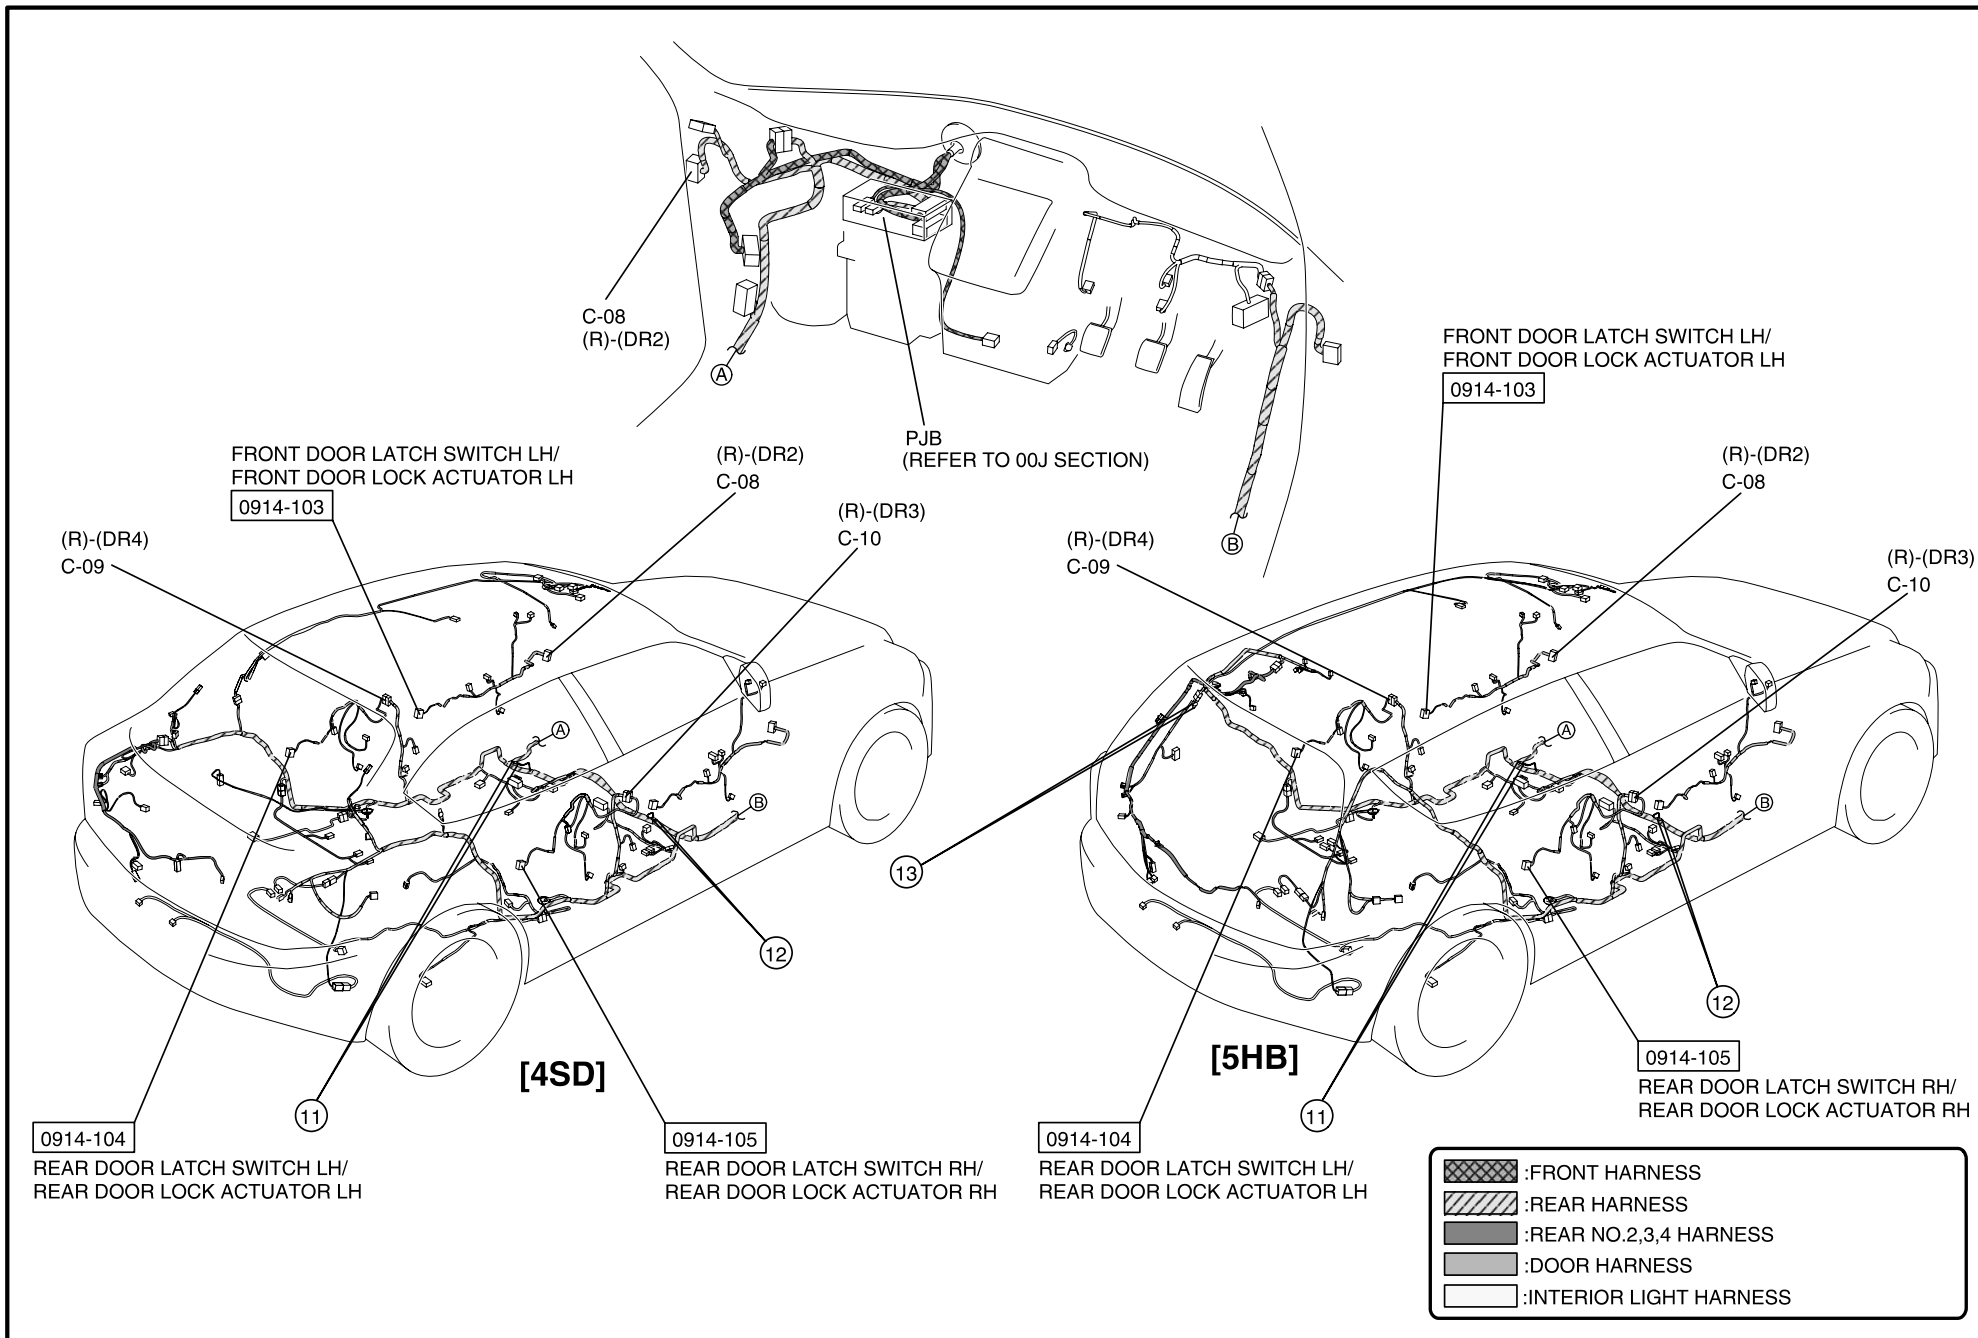 C-08
(R)-(DR2)
A
PJB
(REFER TO 00J SECTION)
B
FRONT DOOR LATCH SWITCH LH/
FRONT DOOR LOCK ACTUATOR LH
0914-103
(R)-(DR4)
C-09
(R)-(DR2)
C-08
(R)-(DR3)
C-10
A
B
12
11
[4SD]
0914-104
REAR DOOR LATCH SWITCH LH/
REAR DOOR LOCK ACTUATOR LH
0914-105
REAR DOOR LATCH SWITCH RH/
REAR DOOR LOCK ACTUATOR RH
FRONT DOOR LATCH SWITCH LH/
FRONT DOOR LOCK ACTUATOR LH
0914-103
(R)-(DR4)
C-09
(R)-(DR2)
C-08
(R)-(DR3)
C-10
A
B
13
12
11
[5HB]
0914-104
REAR DOOR LATCH SWITCH LH/
REAR DOOR LOCK ACTUATOR LH
0914-105
REAR DOOR LATCH SWITCH RH/
REAR DOOR LOCK ACTUATOR RH
:FRONT HARNESS
:REAR HARNESS
:REAR NO.2,3,4 HARNESS
:DOOR HARNESS
:INTERIOR LIGHT HARNESS